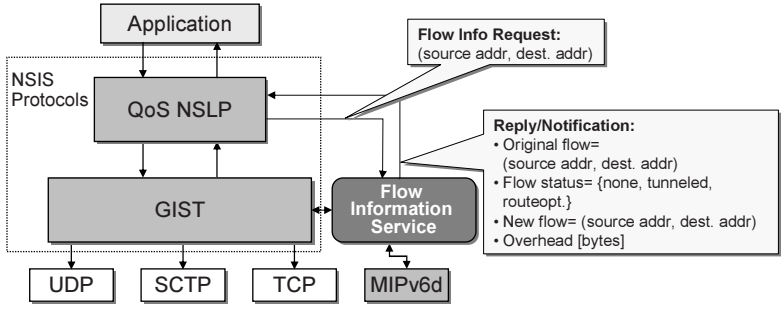 Application
Flow Info Request:
(source addr, dest. addr)
NSIS
Protocols
QoS NSLP
Reply/Notification:
• Original flow=
(source addr, dest. addr)
• Flow status= {none, tunneled,
routeopt.}
• New flow= (source addr, dest. addr)
• Overhead [bytes]
GIST
Flow
Information
Service
UDP
SCTP
TCP
MIPv6d